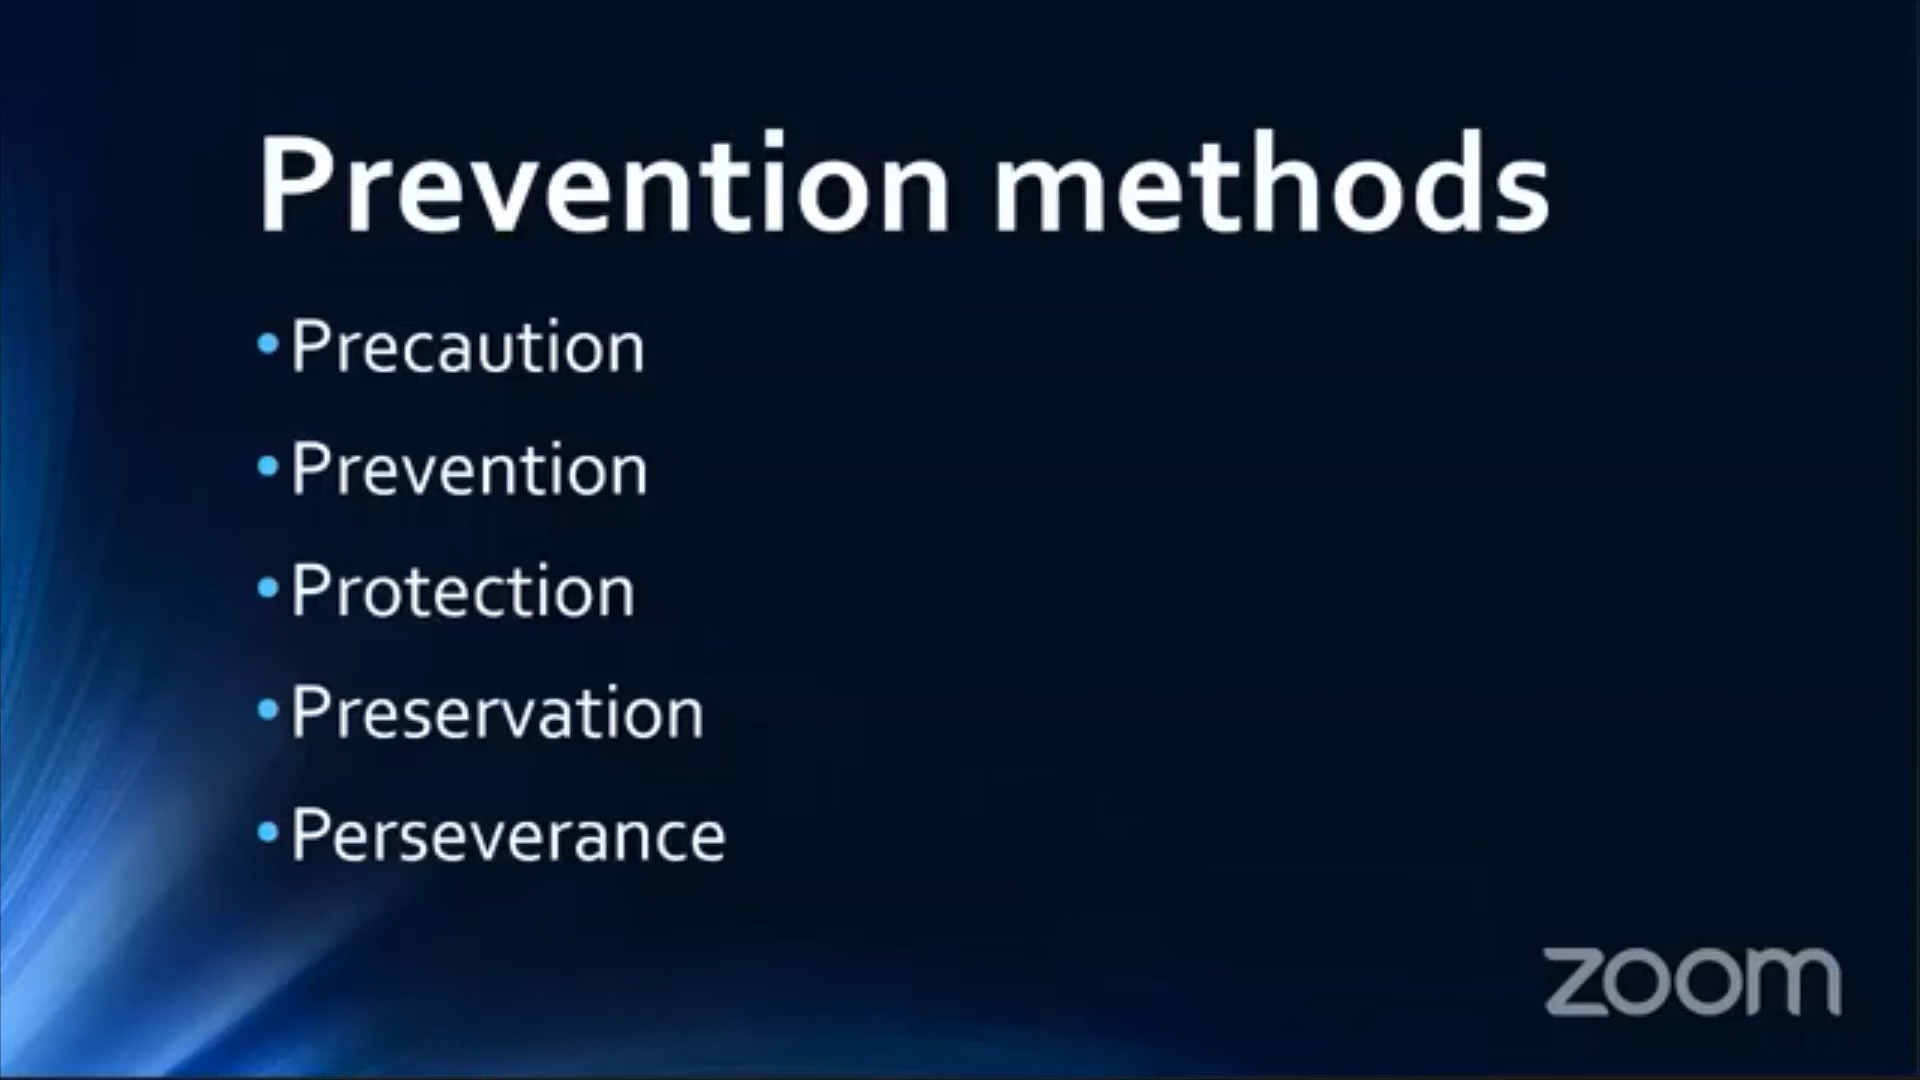 Prevention methods
•Precaution
•Prevention
•Protection
•Preservation
•Perseverance
zoom